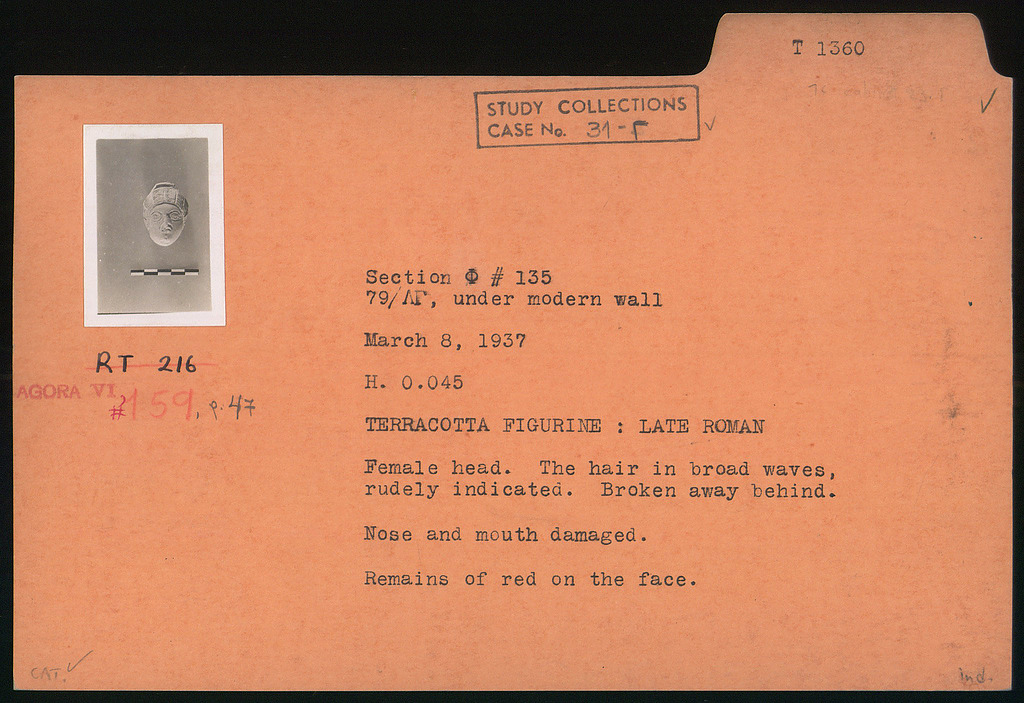 T 1360
STUDY COLLECTIONS
CASE No. 31-Γ
RT 216
AGORA VI,
#159, p. 47
Section Φ # 135
79/ΛΓ, under modern wall
March 8, 1937
H. 0.045
TERRACOTTA FIGURINE : LATE ROMAN
Female head. The hair in broad waves,
rudely indicated. Broken away behind.
Nose and mouth damaged.
Remains of red on the face.
CAT. ✓
Ind.